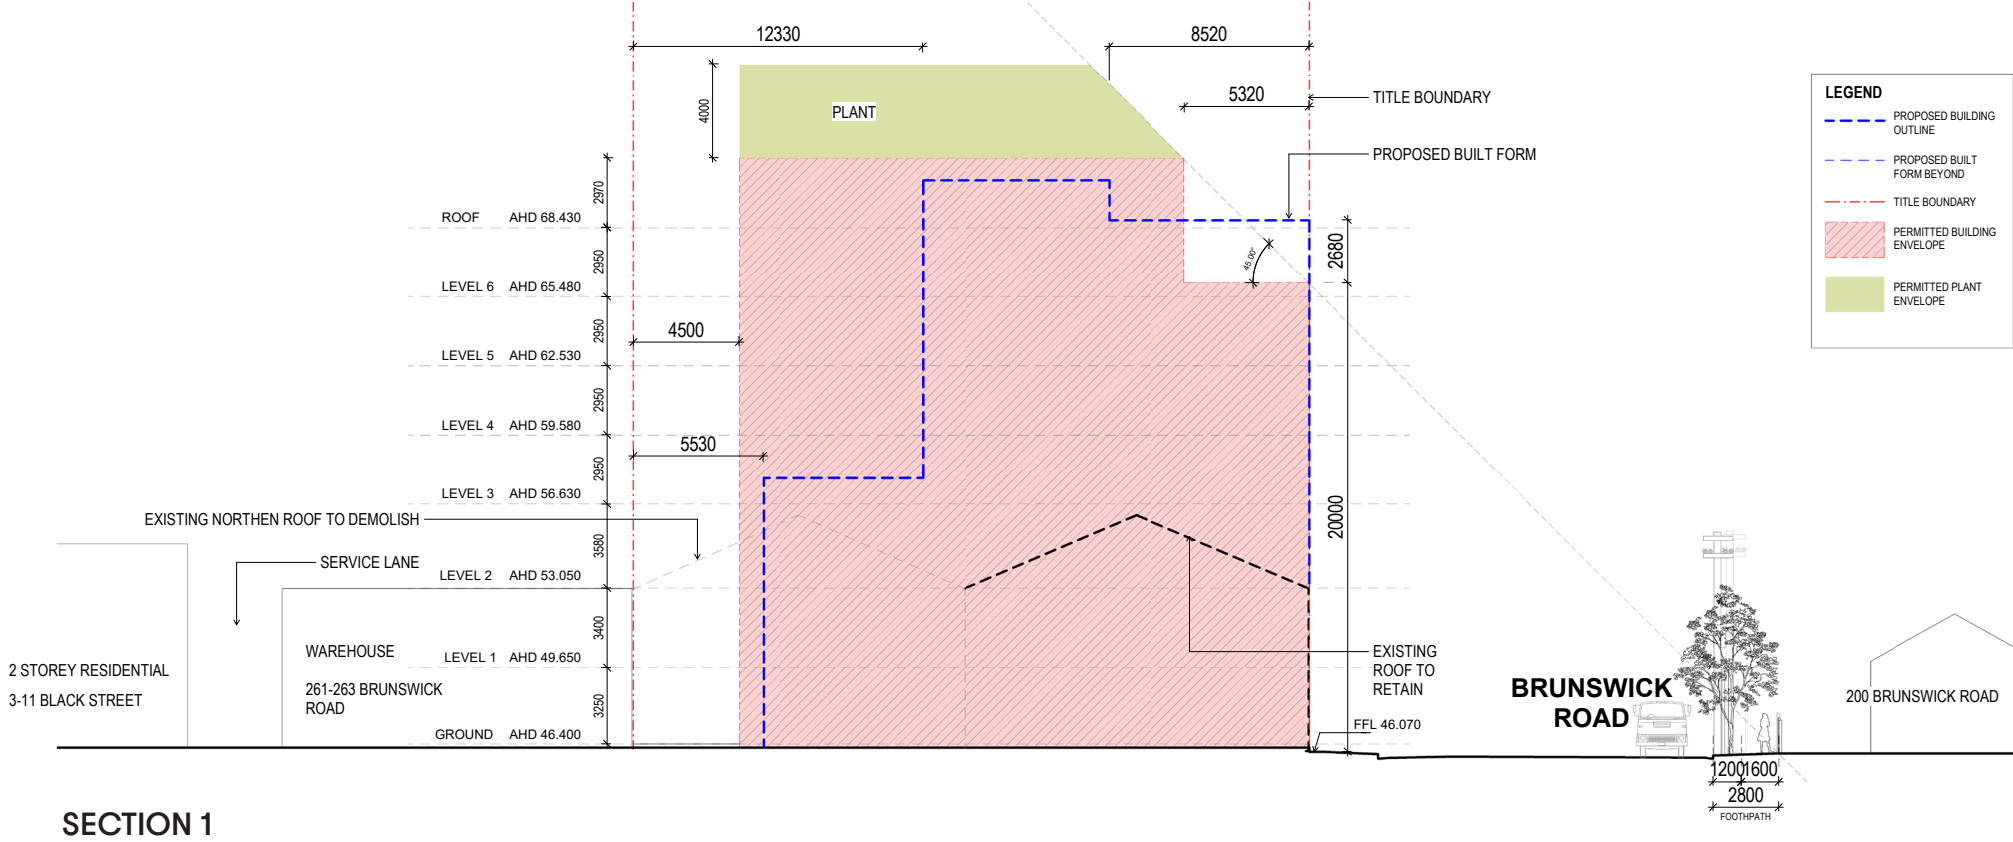 12330
8520
5320
TITLE BOUNDARY
4000
PLANT
PROPOSED BUILT FORM
LEGEND
PROPOSED BUILDING
OUTLINE
PROPOSED BUILT
FORM BEYOND
TITLE BOUNDARY
PERMITTED BUILDING
ENVELOPE
PERMITTED PLANT
ENVELOPE
2970
ROOF AHD 68.430
2950
LEVEL 6 AHD 65.480
2950
LEVEL 5 AHD 62.530
2950
LEVEL 4 AHD 59.580
2950
LEVEL 3 AHD 56.630
3580
LEVEL 2 AHD 53.050
3400
LEVEL 1 AHD 49.650
3250
GROUND AHD 46.400
4500
5530
45.00°
2680
20000
EXISTING NORTHEN ROOF TO DEMOLISH
SERVICE LANE
WAREHOUSE
261-263 BRUNSWICK
ROAD
2 STOREY RESIDENTIAL
3-11 BLACK STREET
EXISTING
ROOF TO
RETAIN
FFL 46.070
BRUNSWICK
ROAD
200 BRUNSWICK ROAD
1200
1600
2800
FOOTHPATH
SECTION 1